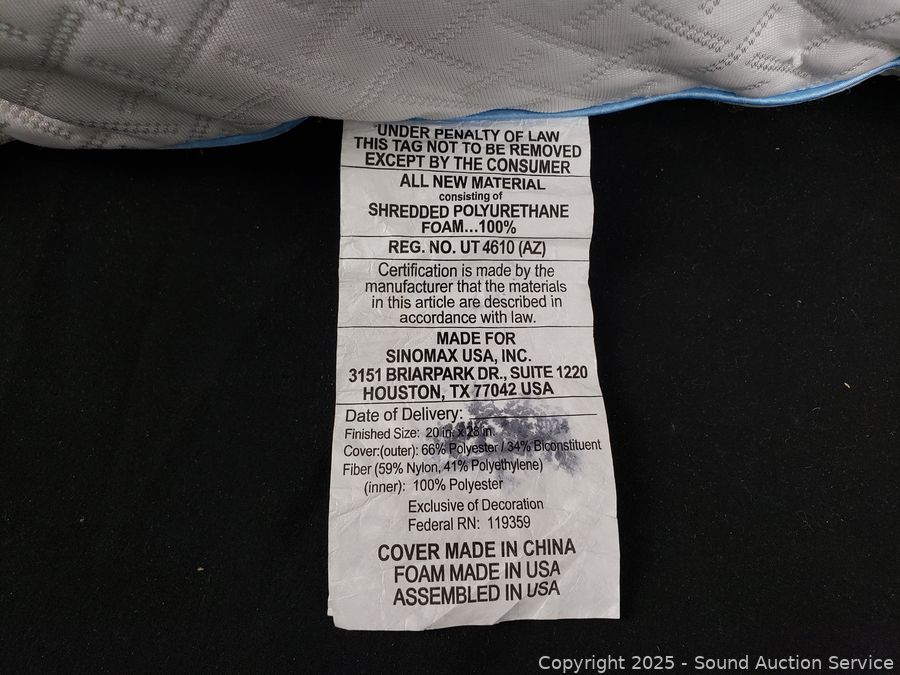 UNDER PENALTY OF LAW
THIS TAG NOT TO BE REMOVED
EXCEPT BY THE CONSUMER
ALL NEW MATERIAL
consisting of
SHREDDED POLYURETHANE
FOAM...100%
REG. NO. UT 4610 (AZ)
Certification is made by the
manufacturer that the materials
in this article are described in
accordance with law.
MADE FOR
SINOMAX USA, INC.
3151 BRIARPARK DR., SUITE 1220
HOUSTON, TX 77042 USA
Date of Delivery:
Finished Size: 20 in. x 28 in.
Cover:(outer): 66% Polyester / 34% Biconstituent
Fiber (59% Nylon, 41% Polyethylene)
(inner): 100% Polyester
Exclusive of Decoration
Federal RN: 119359
COVER MADE IN CHINA
FOAM MADE IN USA
ASSEMBLED IN USA
Copyright © 2025 - Sound Auction Service